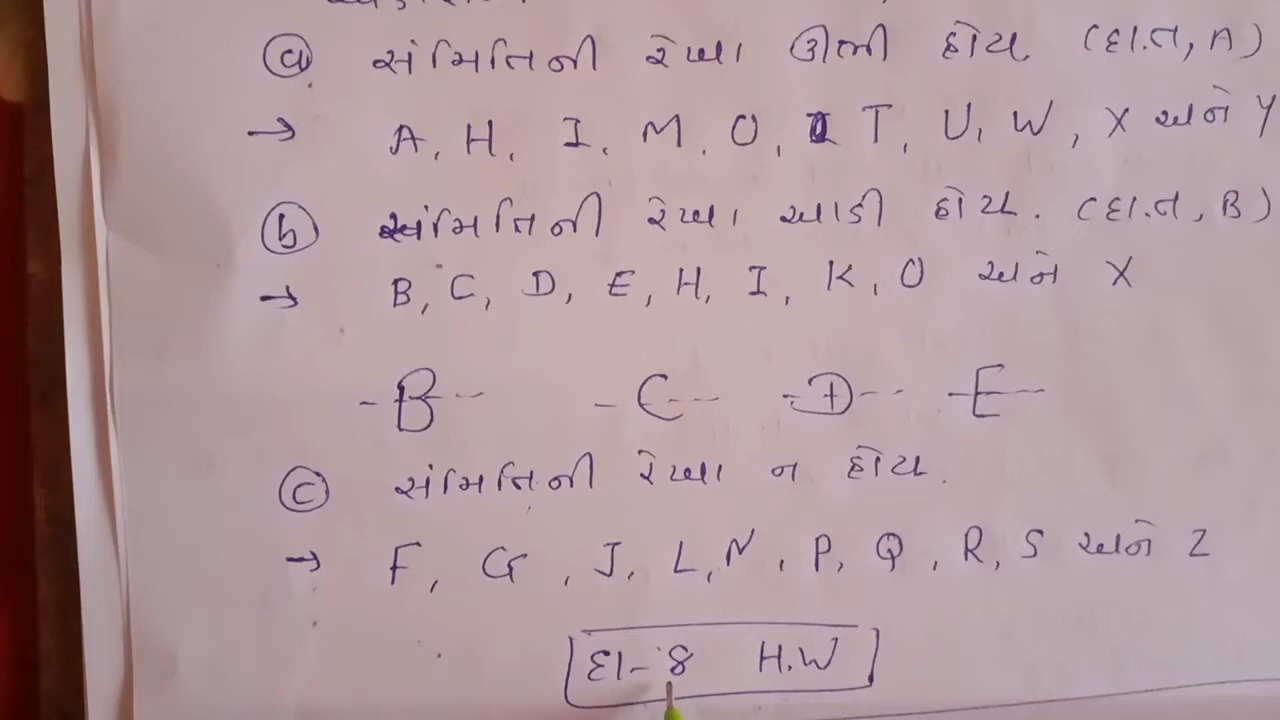 ⓐ સંમિતિની રેખા ઊભી હોય (દા.ત, A)
→ A, H, I, M, O, T, U, W, X અને Y
ⓑ સંમિતિની રેખા આડી હોય. (દા.ત, B)
→ B, C, D, E, H, I, K, O અને X
B C D E
ⓒ સંમિતિની રેખા ન હોય.
→ F, G, J, L, N, P, Q, R, S અને Z
દા-8 H.W